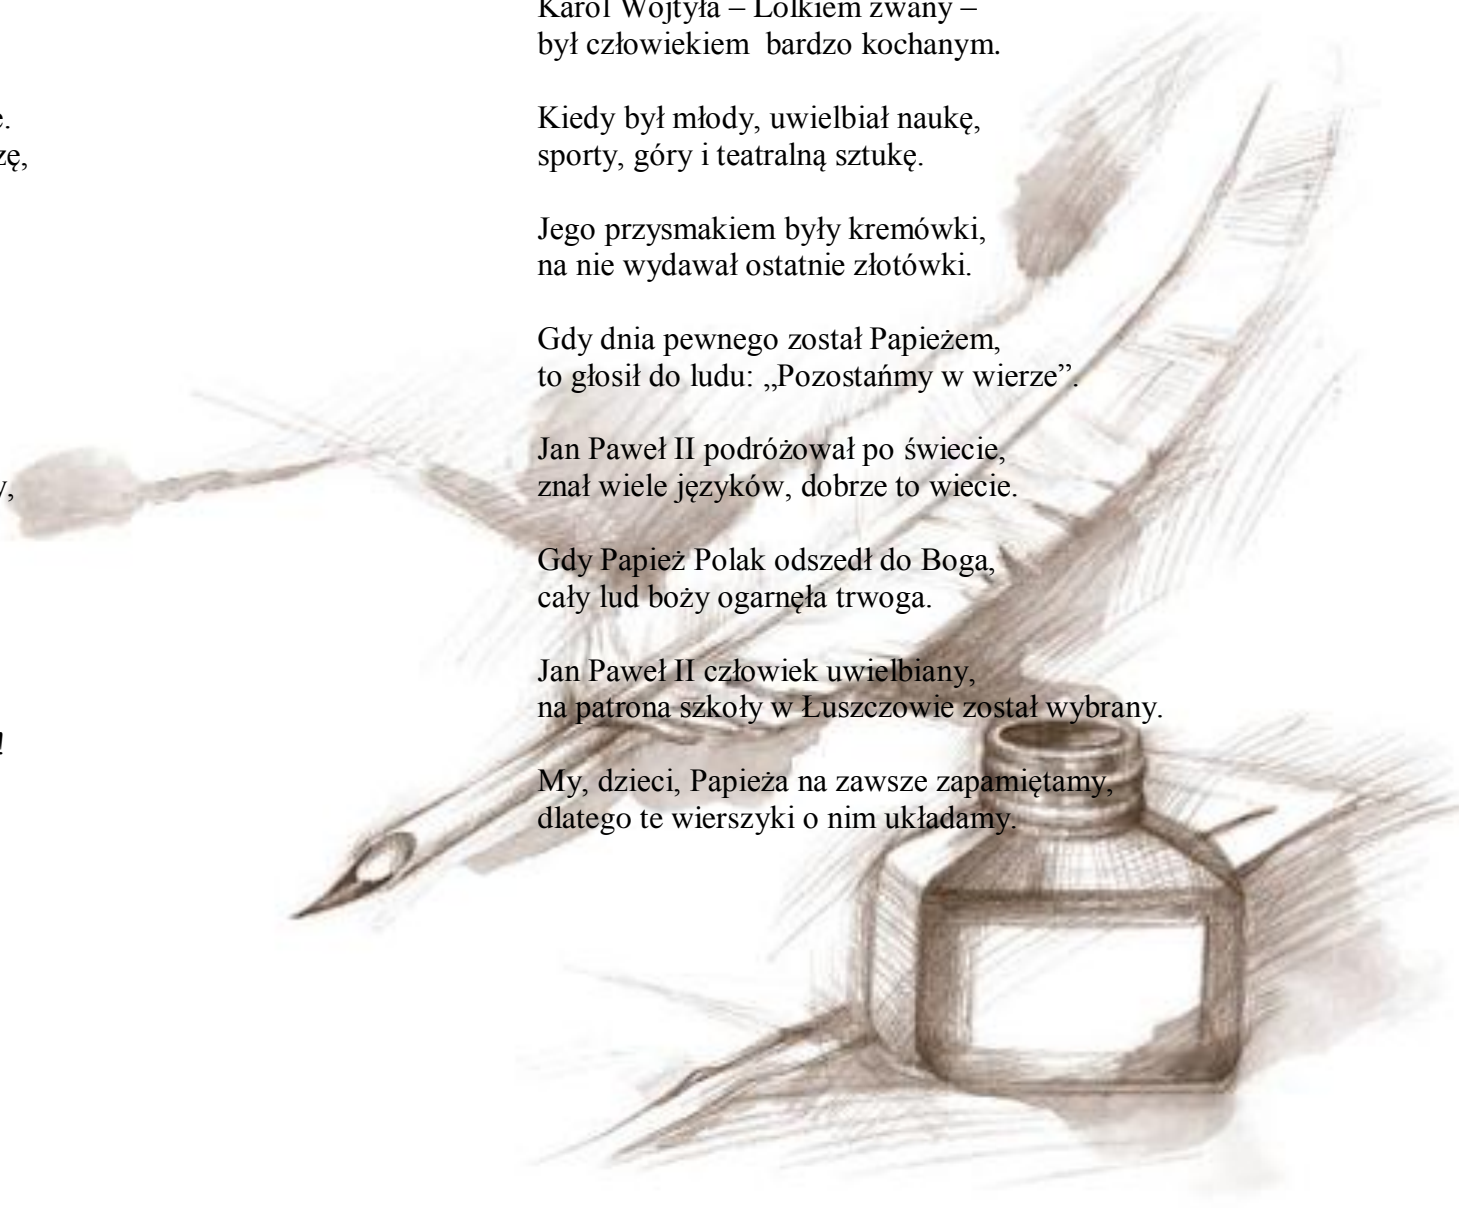 Karol Wojtyła – Lolkiem zwany –
był człowiekiem bardzo kochanym.
Kiedy był młody, uwielbiał naukę,
sporty, góry i teatralną sztukę.
Jego przysmakiem były kremówki,
na nie wydawał ostatnie złotówki.
Gdy dnia pewnego został Papieżem,
to głosił do ludu: „Pozostańmy w wierze”.
Jan Paweł II podróżował po świecie,
znał wiele języków, dobrze to wiecie.
Gdy Papież Polak odszedł do Boga,
cały lud boży ogarnęła trwoga.
Jan Paweł II człowiek uwielbiany,
na patrona szkoły w Łuszczowie został wybrany.
My, dzieci, Papieża na zawsze zapamiętamy,
dlatego te wierszyki o nim układamy.